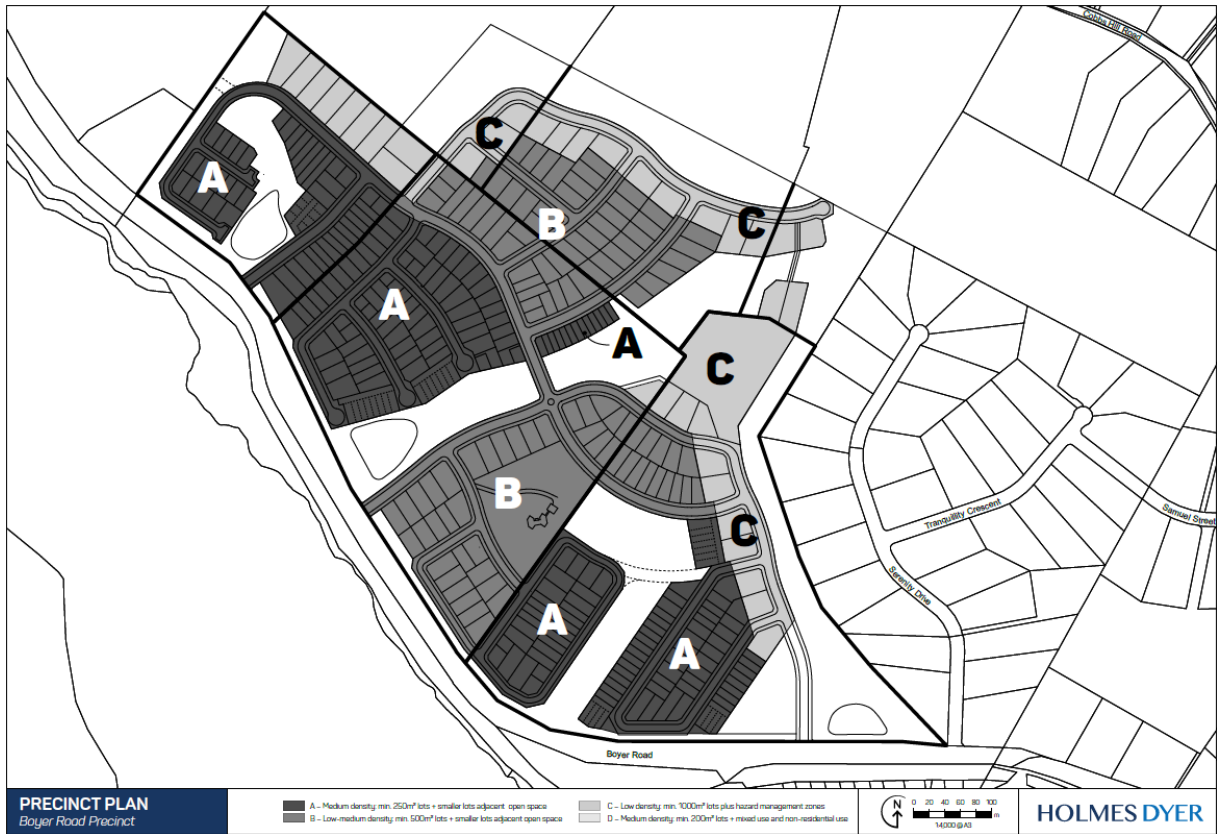 Cobbs Hill Road
C
A
B
C
A
A
C
B
C
Tranquility Crescent
Samuel Street
Serenity Drive
A
A
Boyer Road
PRECINCT PLAN
Boyer Road Precinct
A – Medium density: min. 250m² lots + smaller lots adjacent open space
B – Low-medium density: min. 500m² lots + smaller lots adjacent open space
C – Low density: min. 1000m² lots plus hazard management zones
D – Medium density: min. 200m² lots + mixed use and non-residential use
N
0 20 40 60 80 100
m
1:4,000 @ A3
HOLMES DYER